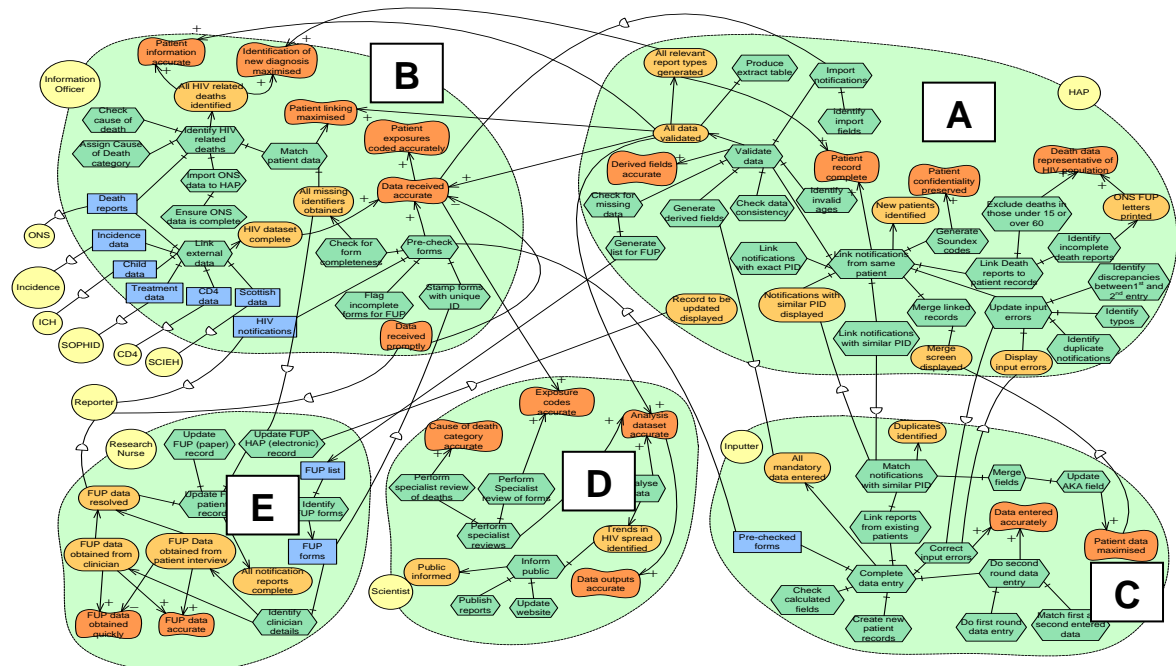 Patient
information
accurate
Identification of
new diagnosis
maximised
B
Information
Officer
All HIV related
deaths identified
Check
cause of
death
Assign Cause of
Death category
Identify HIV
related
deaths
Patient linking
maximised
Patient
exposures
coded accurately
Match
patient data
Import ONS
data to HAP
Ensure ONS
data is complete
All missing
identifiers
obtained
Data received
accurate
Death
reports
ONS
Incidence
data
HIV dataset
complete
Link
external
data
Check for
completeness
Pre-check
forms
Child
data
Treatment
data
CD4
data
Scottish
data
HIV
notifications
Flag
incomplete
forms for FUP
Stamp forms
with unique
ID
Data
received
promptly
Incidence
ICH
SOPHID
CD4
SCIEH
Reporter
All relevant
report types
generated
Produce
extract table
Import
notifications
HAP
A
Identify
import
fields
All data
validated
Derived fields
accurate
Validate
data
Patient
record
complete
Patient
confidentiality
preserved
Death data
representative of
HIV population
Check for
missing data
Generate
derived fields
Check data
consistency
Identify
invalid
ages
New patients
identified
Exclude deaths in
those under 15 or
over 60
ONS FUP
letters
printed
Generate
list for FUP
Link
notifications
with exact PID
Generate
Soundex
codes
Link notifications
from same
patient
Link Death
reports to
patient records
Identify
incomplete
death reports
Identify
discrepancies
between1st and
2nd entry
Record to be
updated
displayed
Notifications with
similar PID
displayed
Link notifications
with similar PID
Merge linked
records
Update input
errors
Identify
typos
Identify
duplicate
notifications
Merge screen
displayed
Display
input errors
Research
Nurse
Update
FUP (paper)
record
Update FUP
HAP (electronic)
record
FUP list
E
FUP data
resolved
FUP
forms
FUP data
obtained from
clinician
FUP Data
obtained from
patient interview
All notification
reports
complete
Identify
clinician
details
FUP data
obtained
quickly
FUP data
accurate
Exposure
codes
accurate
Cause of death
category
accurate
Analysis
dataset
accurate
D
Perform
specialist review
of deaths
Perform
Specialist
review of forms
Perform
specialist
reviews
Trends in
HIV spread
identified
Public
informed
Inform
public
Data outputs
accurate
Publish
reports
Update
website
Scientist
Inputter
Duplicates
identified
All
mandatory
data entered
Match
notifications
with similar PID
Merge
fields
Update
AKA field
Link reports
from existing
patients
Data entered
accurately
Patient data
maximised
Pre-checked
forms
Correct
input errors
Complete
data entry
Do second
round data
entry
C
Check
calculated
fields
Create new
patient
records
Do first round
data entry